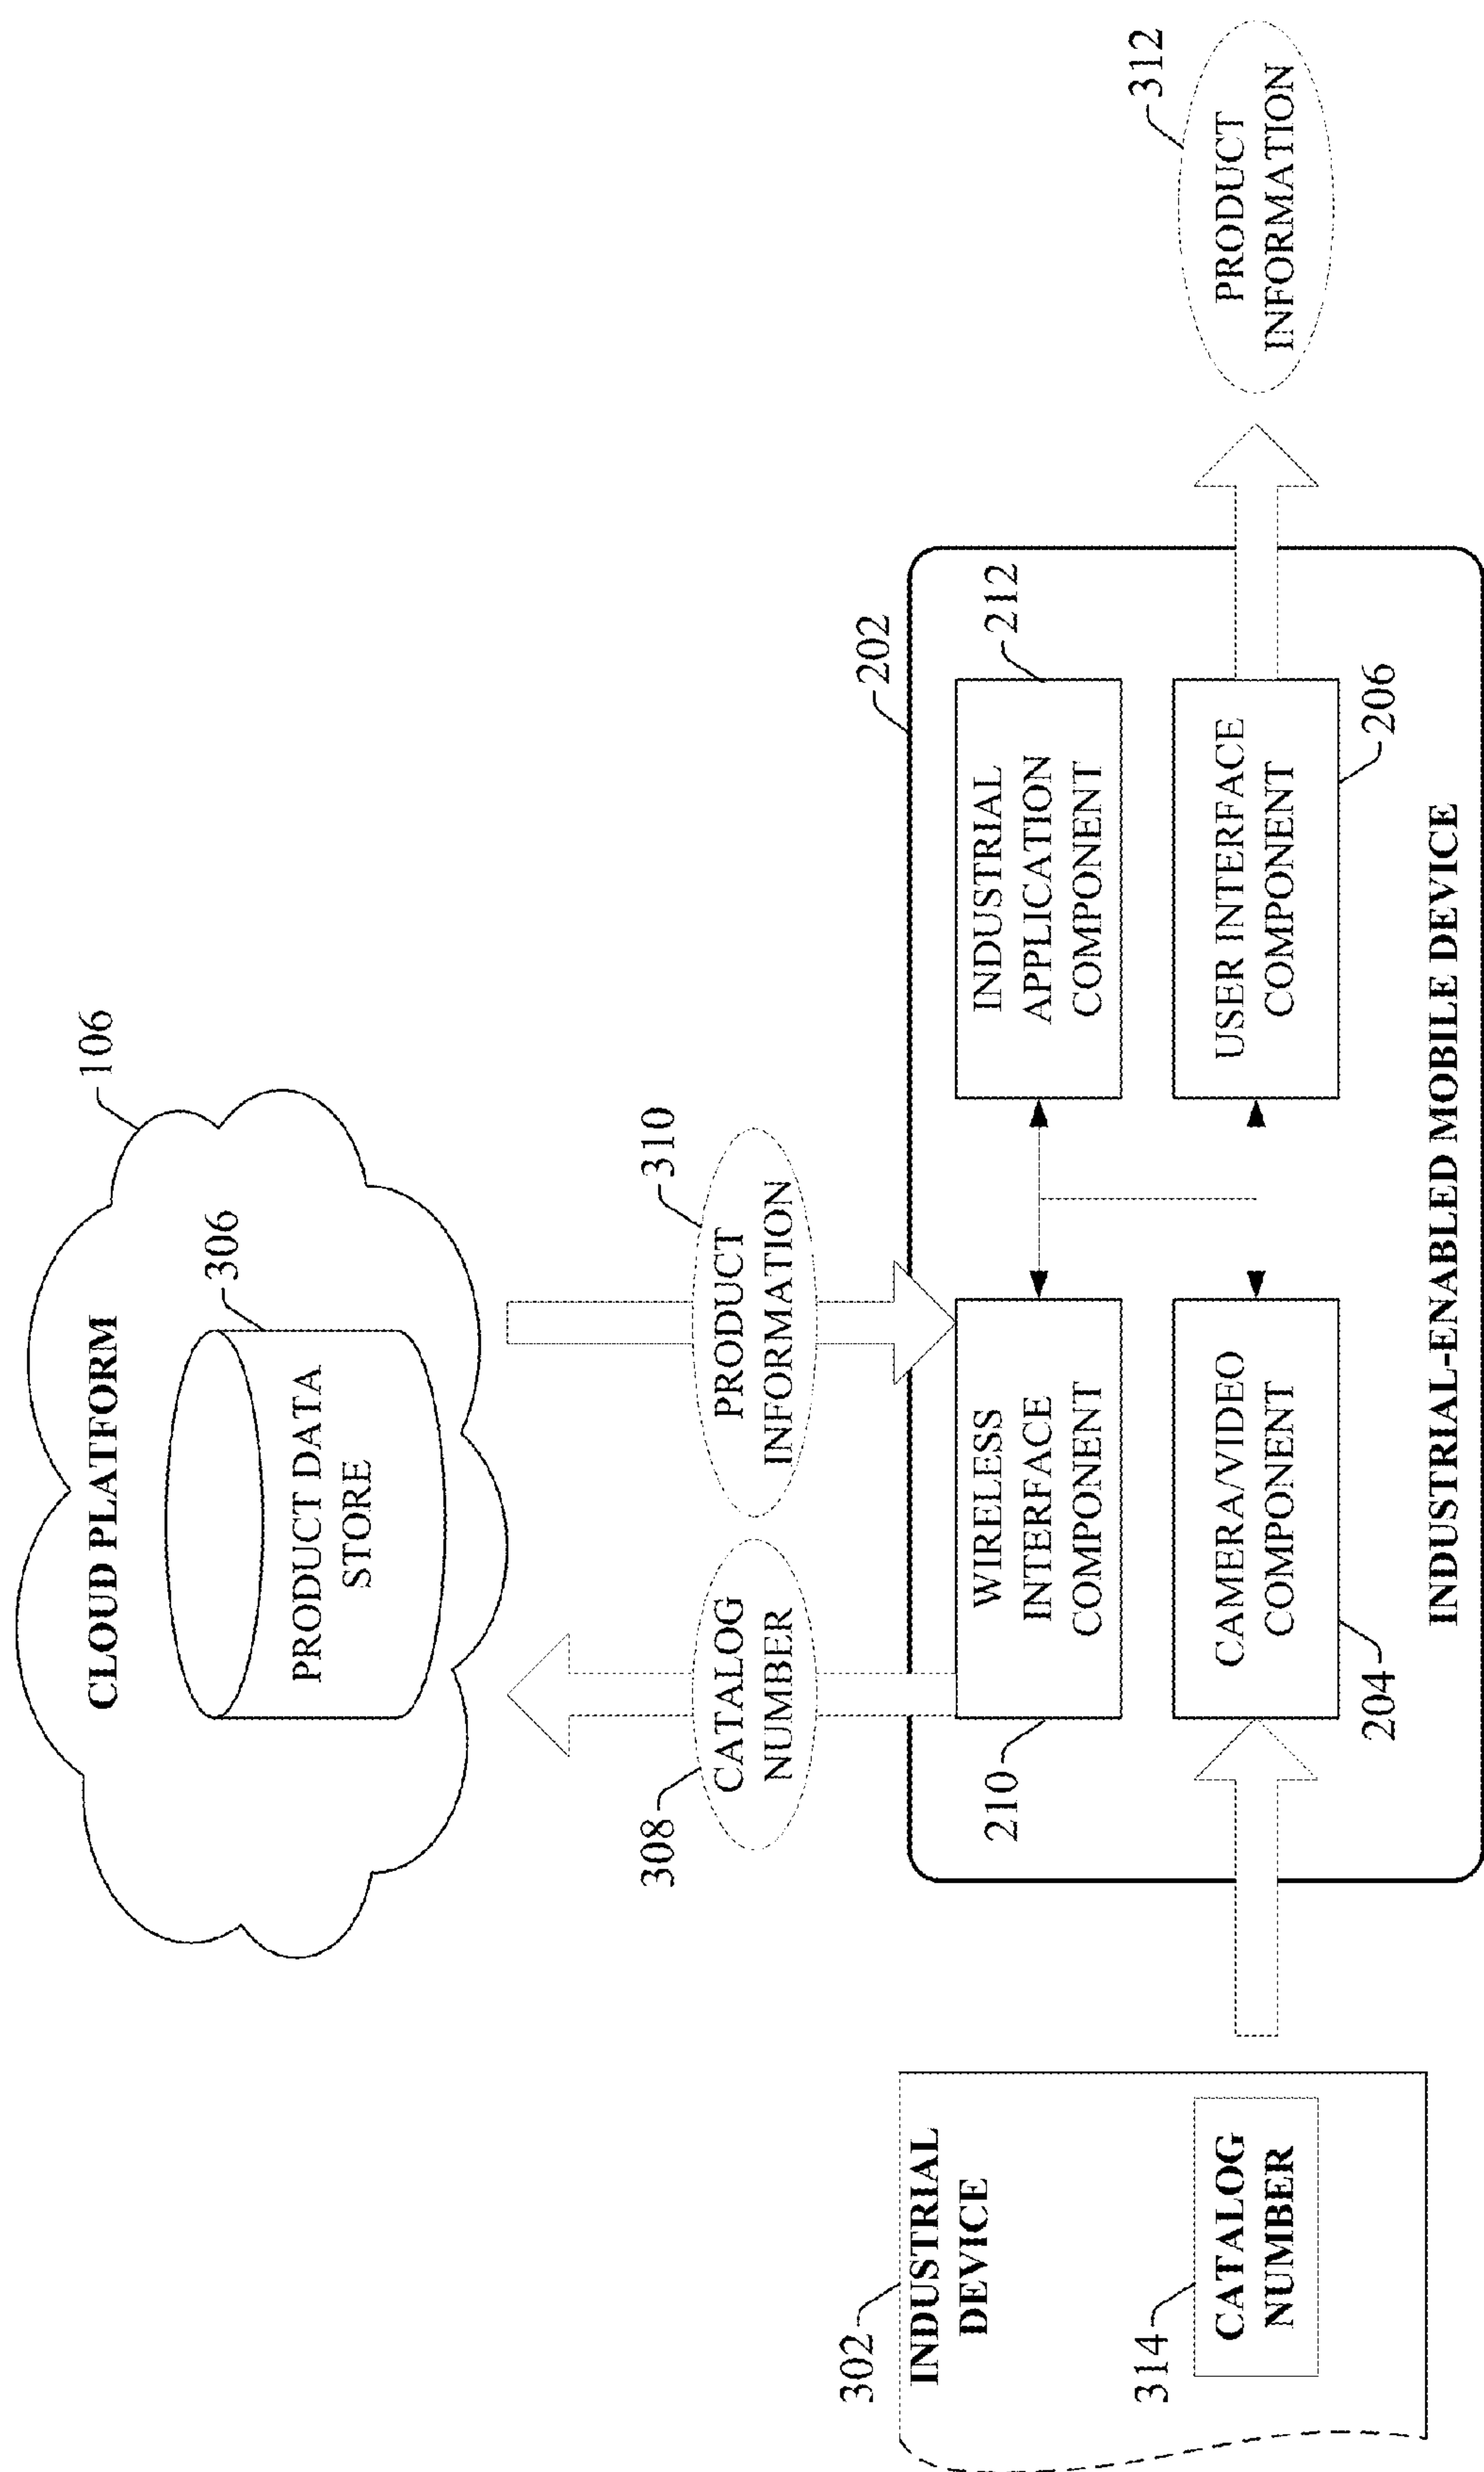 106
CLOUD PLATFORM
306
PRODUCT DATA
STORE
308
CATALOG
NUMBER
310
PRODUCT
INFORMATION
202
302
INDUSTRIAL
DEVICE
314
CATALOG
NUMBER
210
WIRELESS
INTERFACE
COMPONENT
212
INDUSTRIAL
APPLICATION
COMPONENT
204
CAMERA/VIDEO
COMPONENT
USER INTERFACE
COMPONENT
206
INDUSTRIAL-ENABLED MOBILE DEVICE
312
PRODUCT
INFORMATION